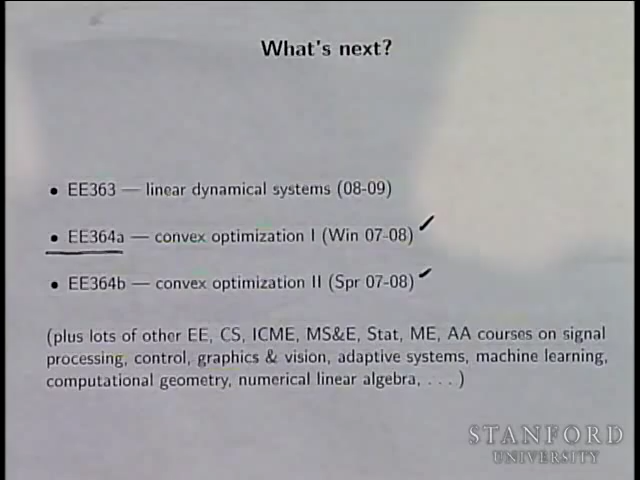 What's next?
• EE363 — linear dynamical systems (08-09)
• EE364a — convex optimization I (Win 07-08)
• EE364b — convex optimization II (Spr 07-08)
(plus lots of other EE, CS, ICME, MS&E, Stat, ME, AA courses on signal
processing, control, graphics & vision, adaptive systems, machine learning,
computational geometry, numerical linear algebra, . . . )
STANFORD
UNIVERSITY